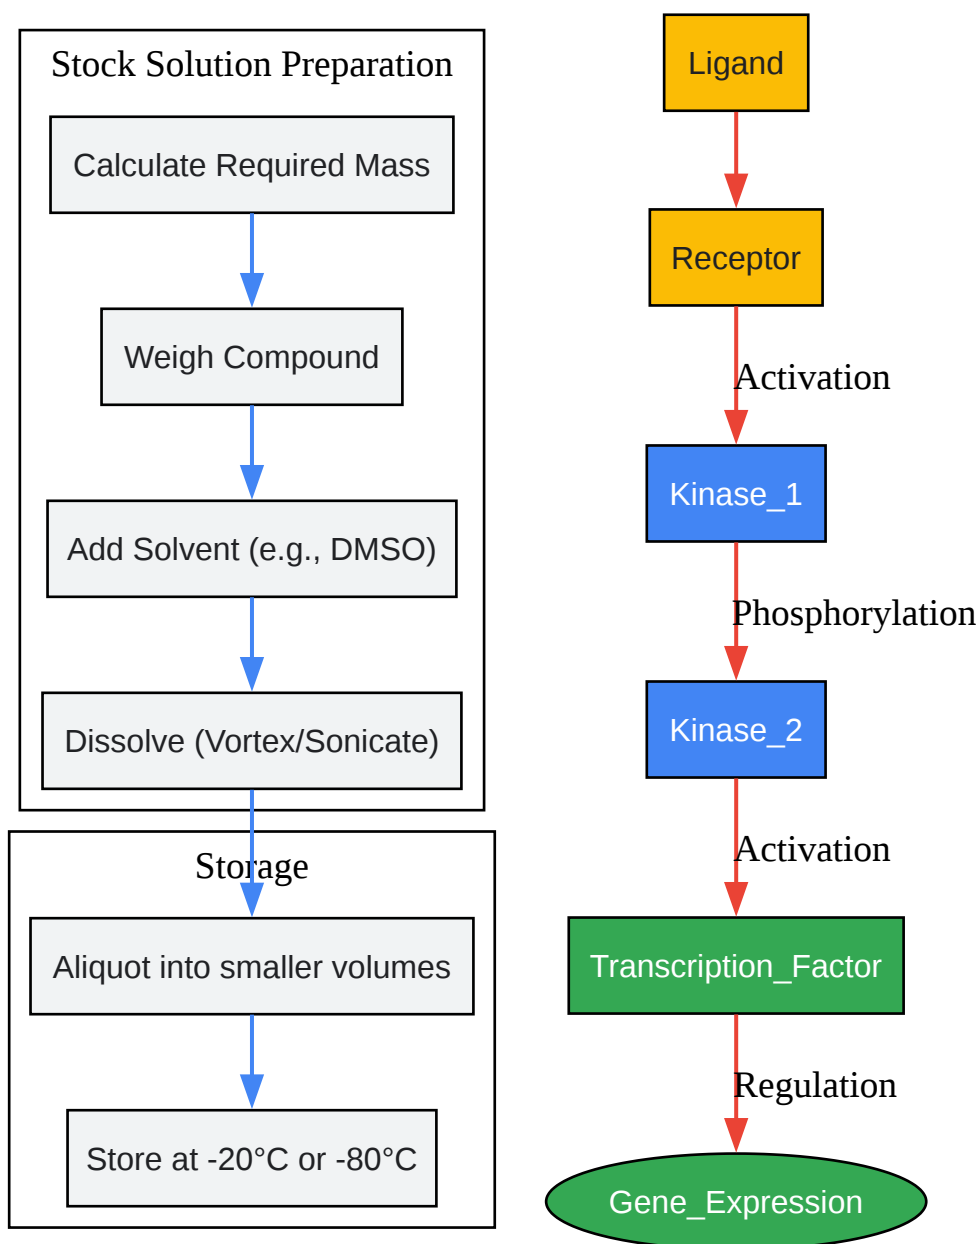 Stock Solution Preparation
Calculate Required Mass
Weigh Compound
Add Solvent (e.g., DMSO)
Dissolve (Vortex/Sonicate)
Storage
Aliquot into smaller volumes
Store at -20°C or -80°C
Ligand
Receptor
Activation
Kinase_1
Phosphorylation
Kinase_2
Activation
Transcription_Factor
Regulation
Gene_Expression